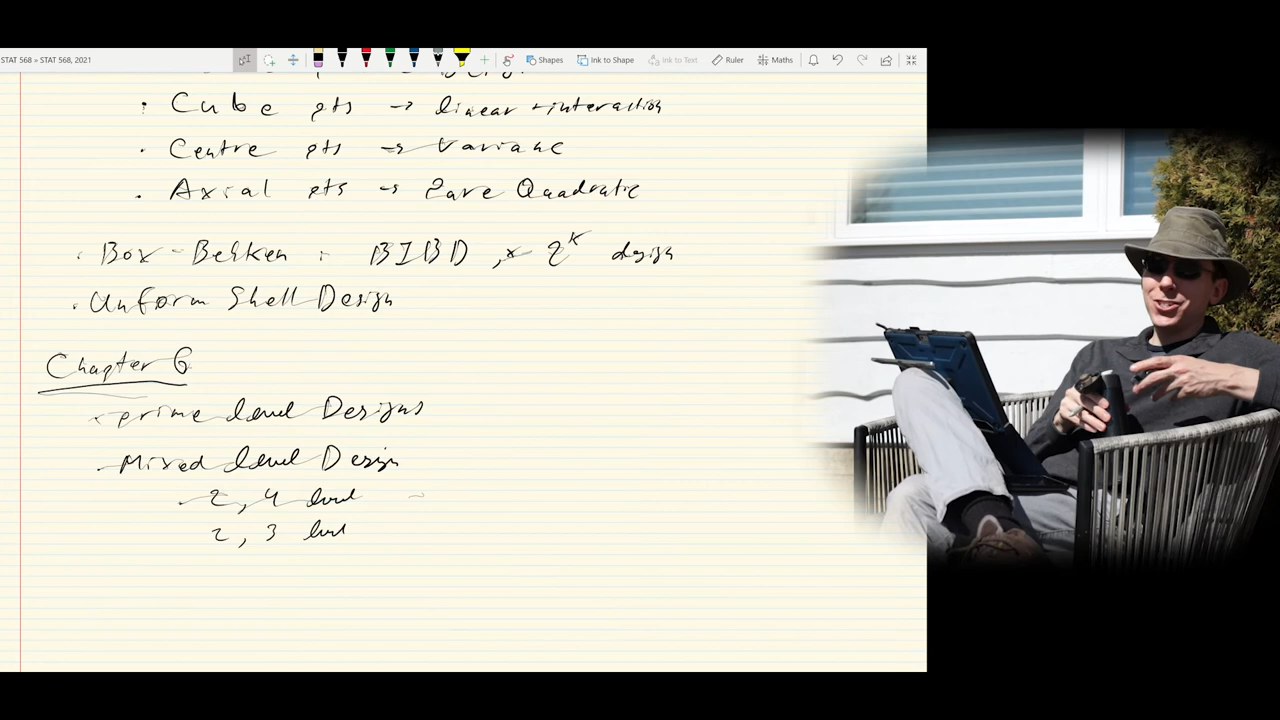 STAT 568 » STAT 568, 2021
Shapes Ink to Shape Ink to Text Ruler Maths
· Cube pts → linear + interaction
· Centre pts → Variance
· Axial pts → Pure Quadratic
· Box-Behken : BIBD, × 2^K design
· Uniform Shell Design
Chapter 6
· prime level Designs
· Mixed level Design
· 2, 4 level
2, 3 level